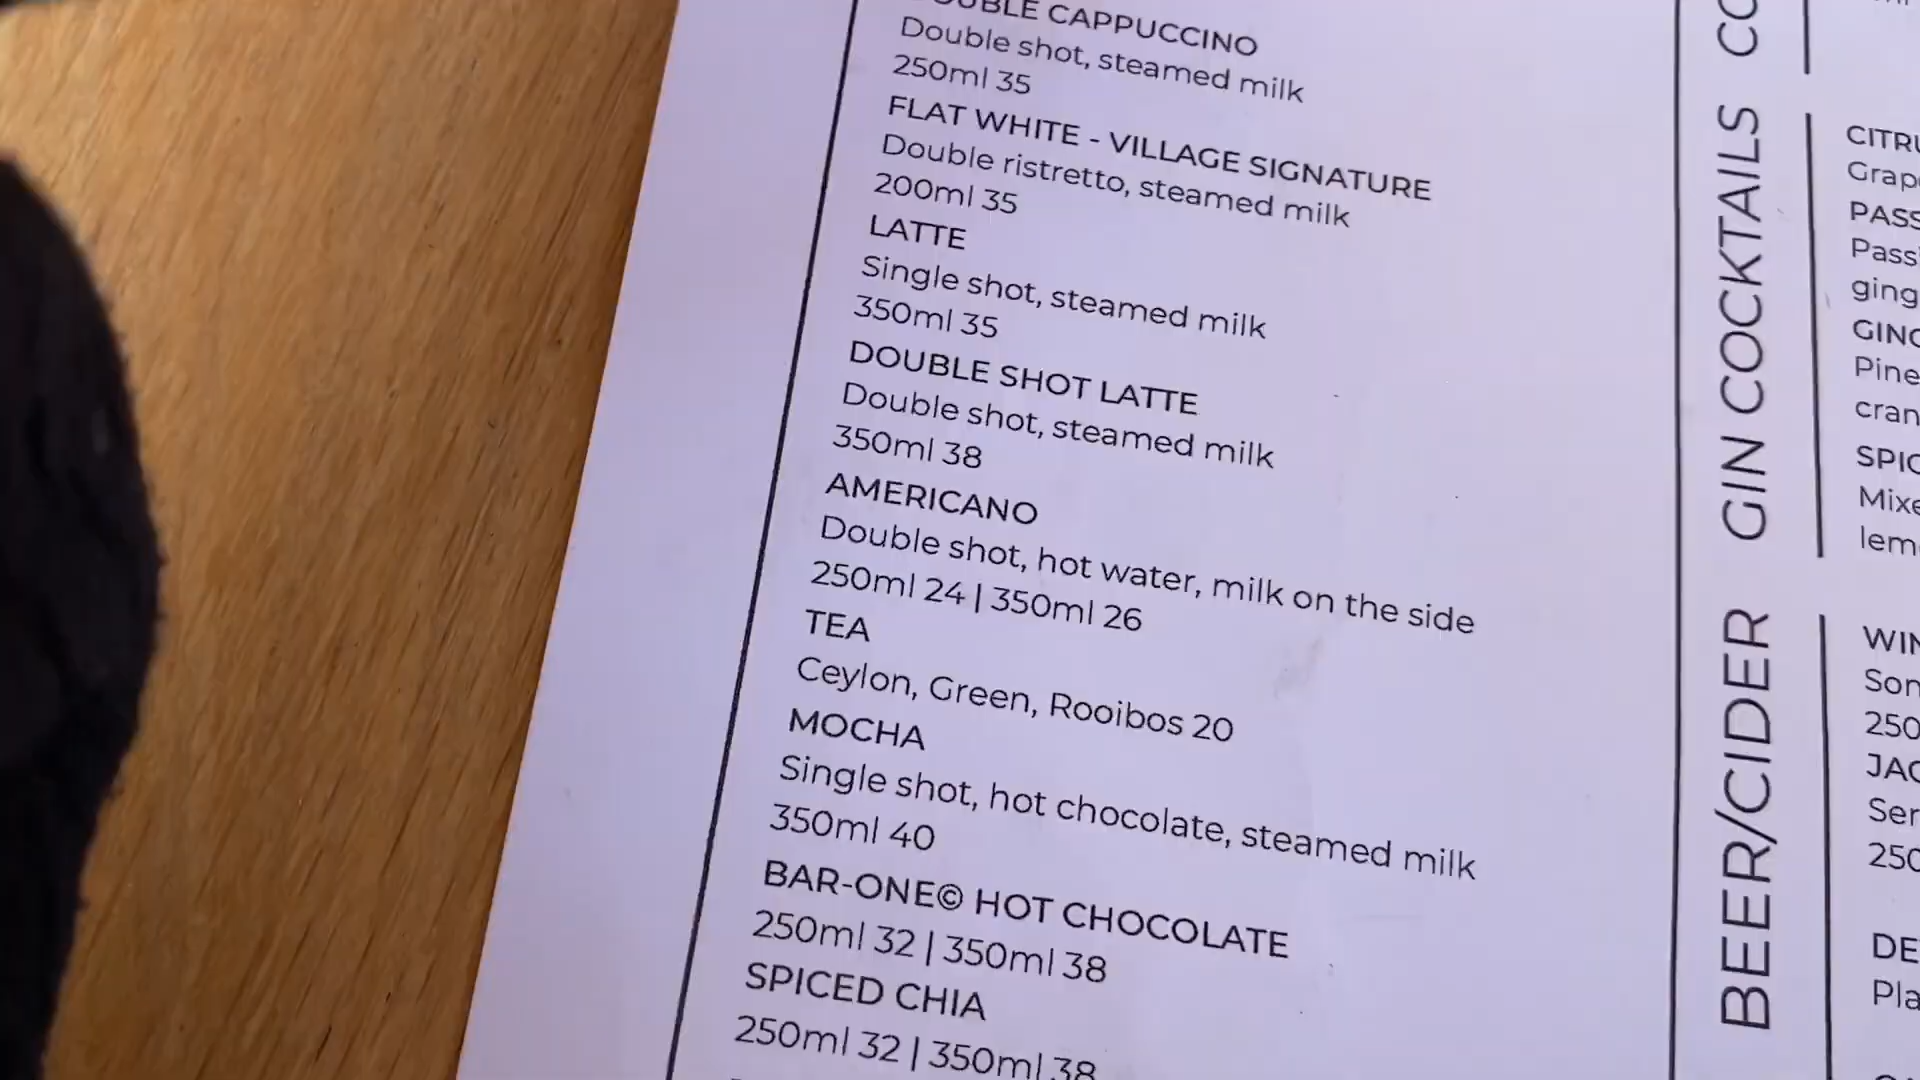 DOUBLE CAPPUCCINO
Double shot, steamed milk
250ml 35
FLAT WHITE - VILLAGE SIGNATURE
Double ristretto, steamed milk
200ml 35
LATTE
Single shot, steamed milk
350ml 35
DOUBLE SHOT LATTE
Double shot, steamed milk
350ml 38
AMERICANO
Double shot, hot water, milk on the side
250ml 24 | 350ml 26
TEA
Ceylon, Green, Rooibos 20
MOCHA
Single shot, hot chocolate, steamed milk
350ml 40
BAR-ONE© HOT CHOCOLATE
250ml 32 | 350ml 38
SPICED CHIA
250ml 32 | 350ml 38
GIN COCKTAILS
BEER/CIDER